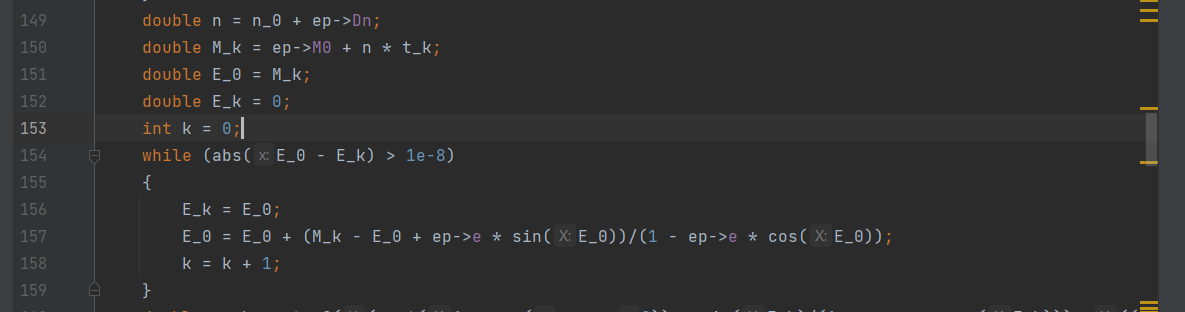 149 double n = n_0 + ep->Dn;
150 double M_k = ep->M0 + n * t_k;
151 double E_0 = M_k;
152 double E_k = 0;
153 int k = 0;
154 while (abs( x: E_0 - E_k) > 1e-8)
155 {
156 E_k = E_0;
157 E_0 = E_0 + (M_k - E_0 + ep->e * sin( X: E_0))/(1 - ep->e * cos( X: E_0));
158 k = k + 1;
159 }